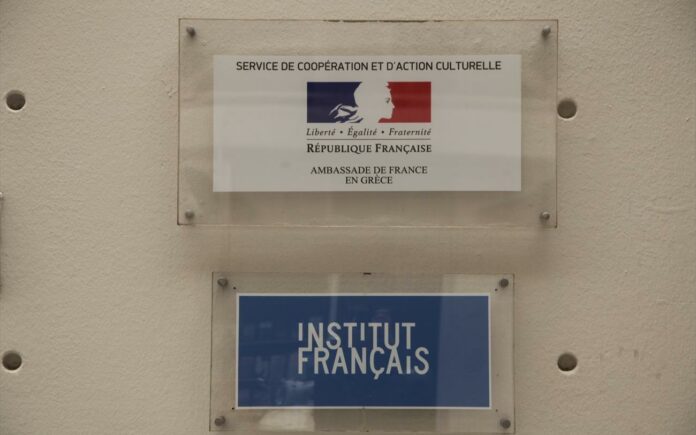 SERVICE DE COOPÉRATION ET D'ACTION CULTURELLE
Liberté • Égalité • Fraternité
RÉPUBLIQUE FRANÇAISE
AMBASSADE DE FRANCE
EN GRÈCE
INSTITUT
FRANÇAIS